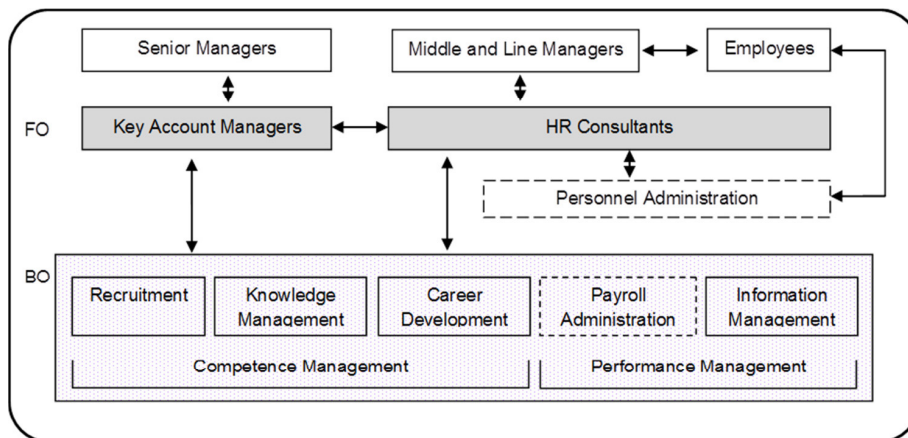 Senior Managers
Middle and Line Managers
Employees
FO
Key Account Managers
HR Consultants
Personnel Administration
BO
Recruitment
Knowledge
Management
Career
Development
Payroll
Administration
Information
Management
Competence Management
Performance Management